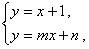 y = x + 1,
y = mx + n,